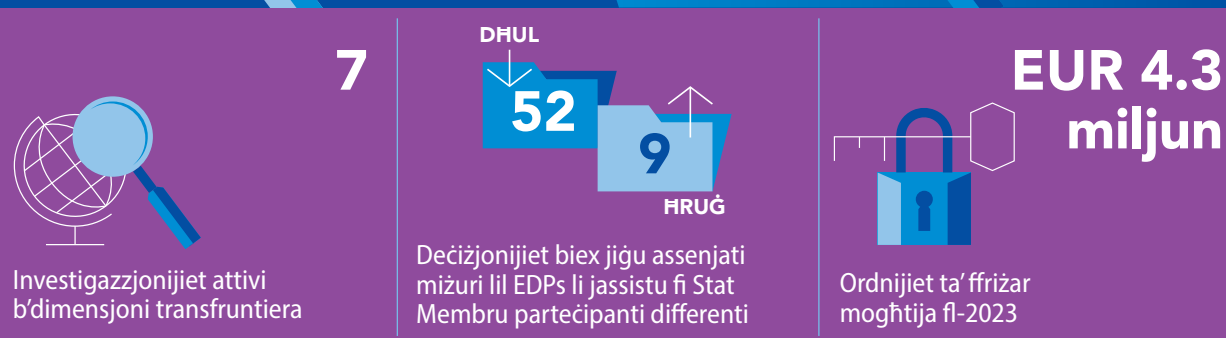 7
Investigazzjonijiet attivi
b’dimensjoni transfruntiera
DĦUL
52
9
ĦRUĠ
Deċiżjonijiet biex jiġu assenjati
miżuri lil EDPs li jassistu fi Stat
Membru parteċipanti differenti
EUR 4.3
miljun
Ordnijiet ta’ ffriżar
mogħtija fl-2023